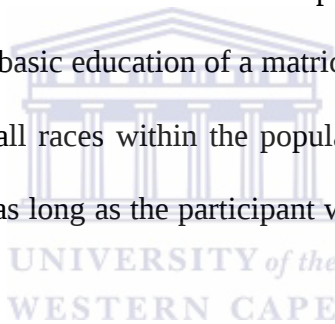 basic education of a matric
all races within the popula
as long as the participant w
UNIVERSITY of the
WESTERN CAPE